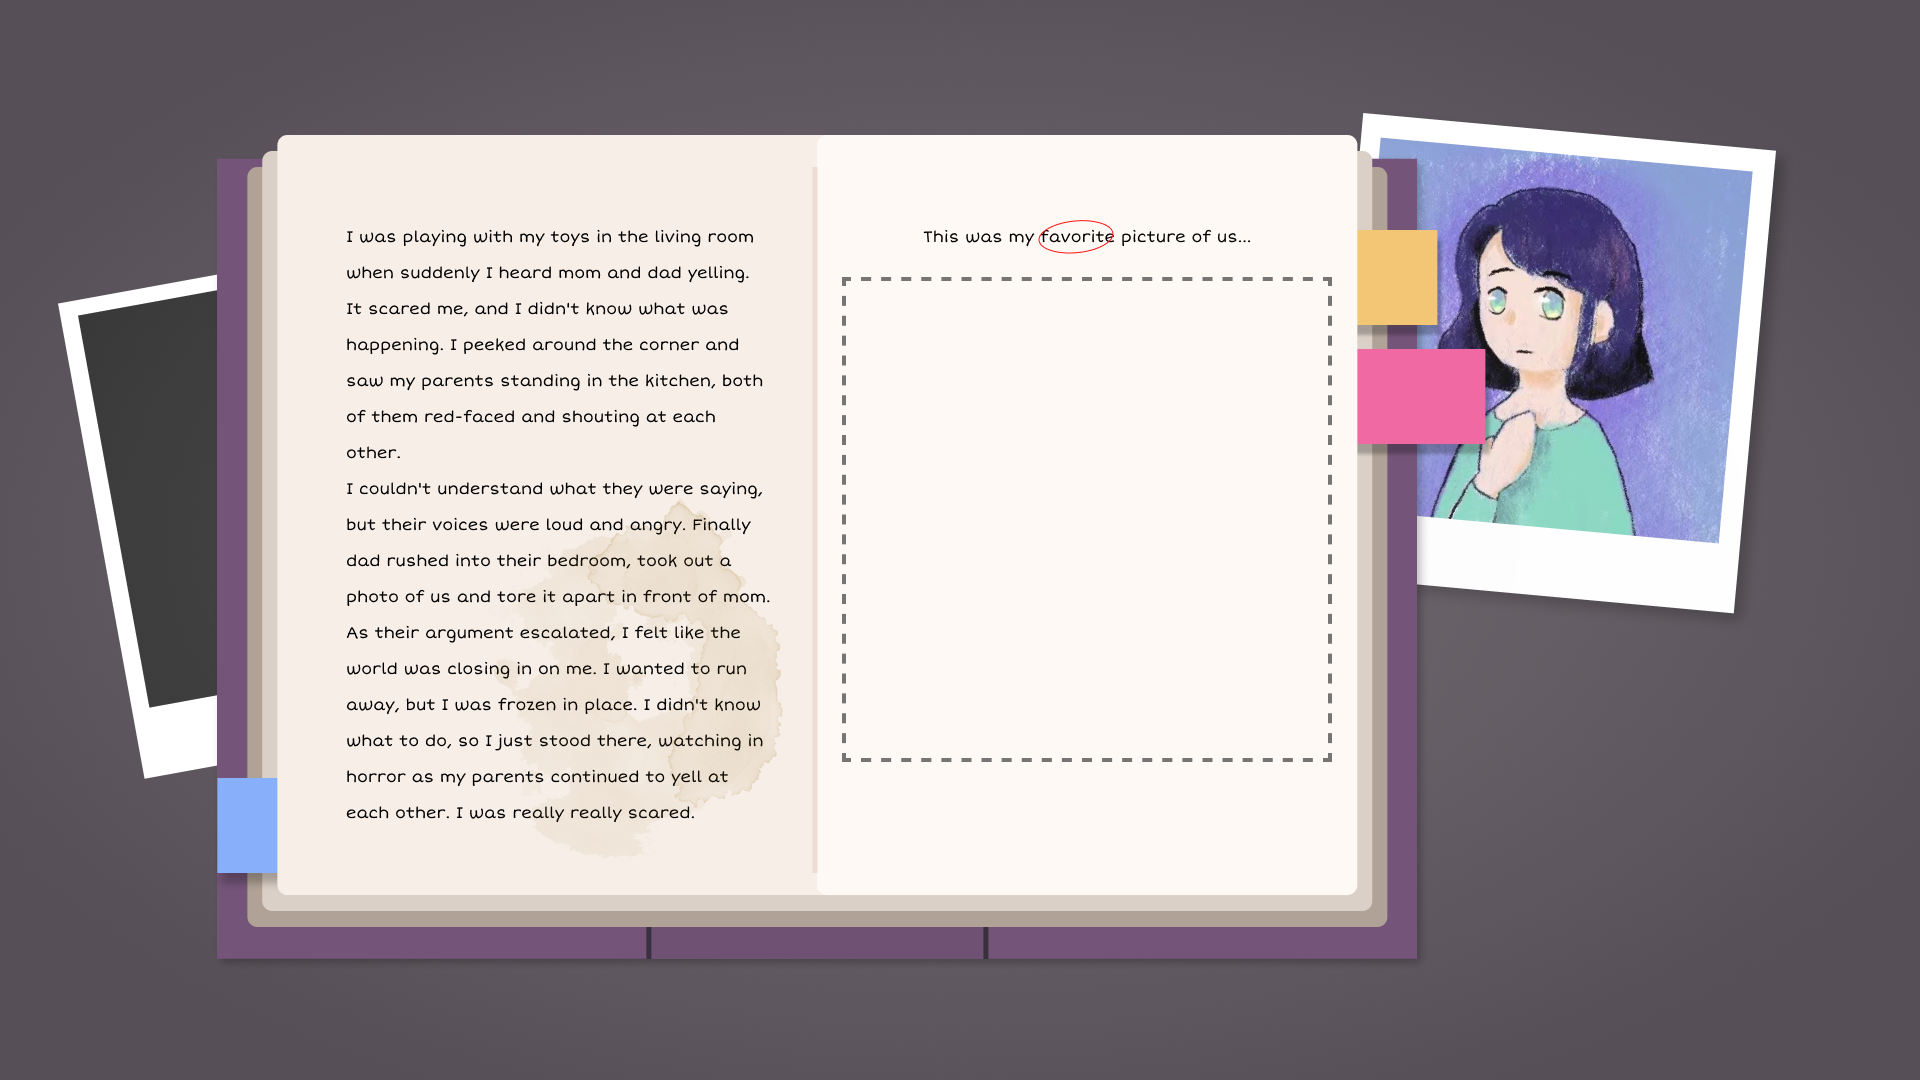 I was playing with my toys in the living room
when suddenly I heard mom and dad yelling.
It scared me, and I didn't know what was
happening. I peeked around the corner and
saw my parents standing in the kitchen, both
of them red-faced and shouting at each
other.
I couldn't understand what they were saying,
but their voices were loud and angry. Finally
dad rushed into their bedroom, took out a
photo of us and tore it apart in front of mom.
As their argument escalated, I felt like the
world was closing in on me. I wanted to run
away, but I was frozen in place. I didn't know
what to do, so I just stood there, watching in
horror as my parents continued to yell at
each other. I was really really scared.
This was my favorite picture of us...